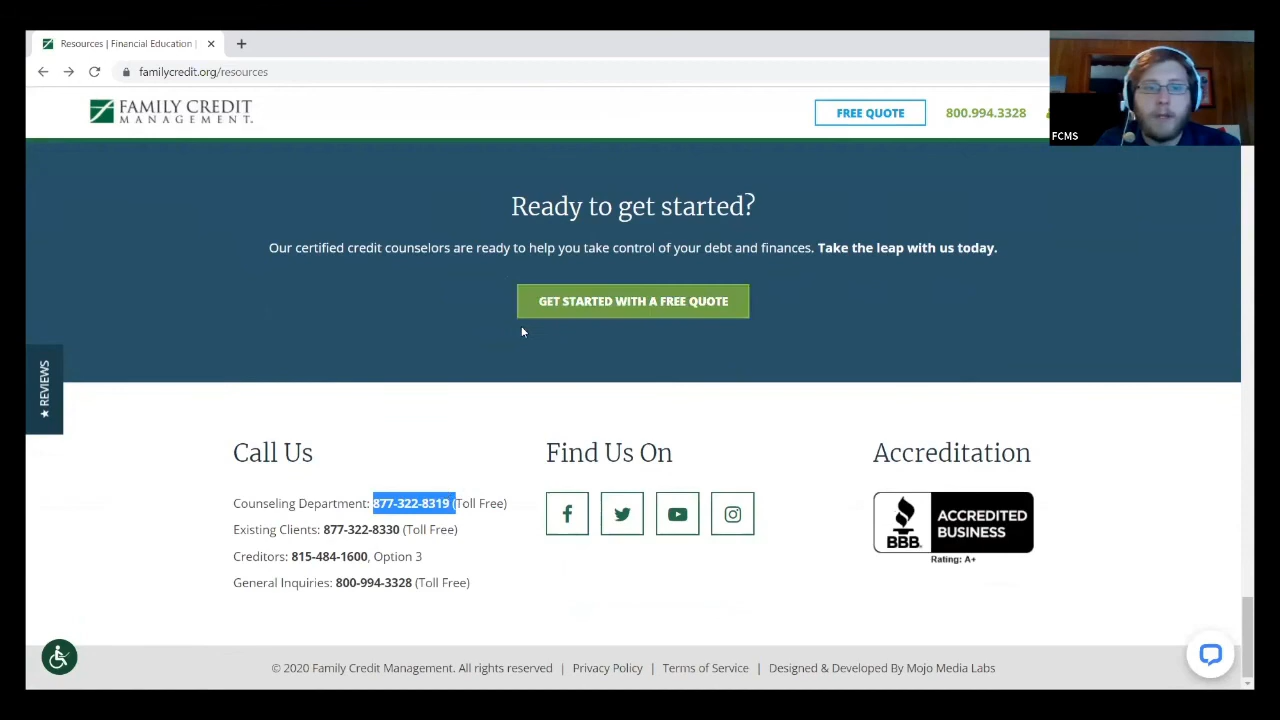 Resources | Financial Education |
familycredit.org/resources
FAMILY CREDIT
MANAGEMENT.
FREE QUOTE
800.994.3328
FCMS
Ready to get started?
Our certified credit counselors are ready to help you take control of your debt and finances. Take the leap with us today.
GET STARTED WITH A FREE QUOTE
★ REVIEWS
Call Us
Counseling Department: 877-322-8319 (Toll Free)
Existing Clients: 877-322-8330 (Toll Free)
Creditors: 815-484-1600, Option 3
General Inquiries: 800-994-3328 (Toll Free)
Find Us On
Accreditation
BBB.
ACCREDITED
BUSINESS
Rating: A+
© 2020 Family Credit Management. All rights reserved | Privacy Policy | Terms of Service | Designed & Developed By Mojo Media Labs